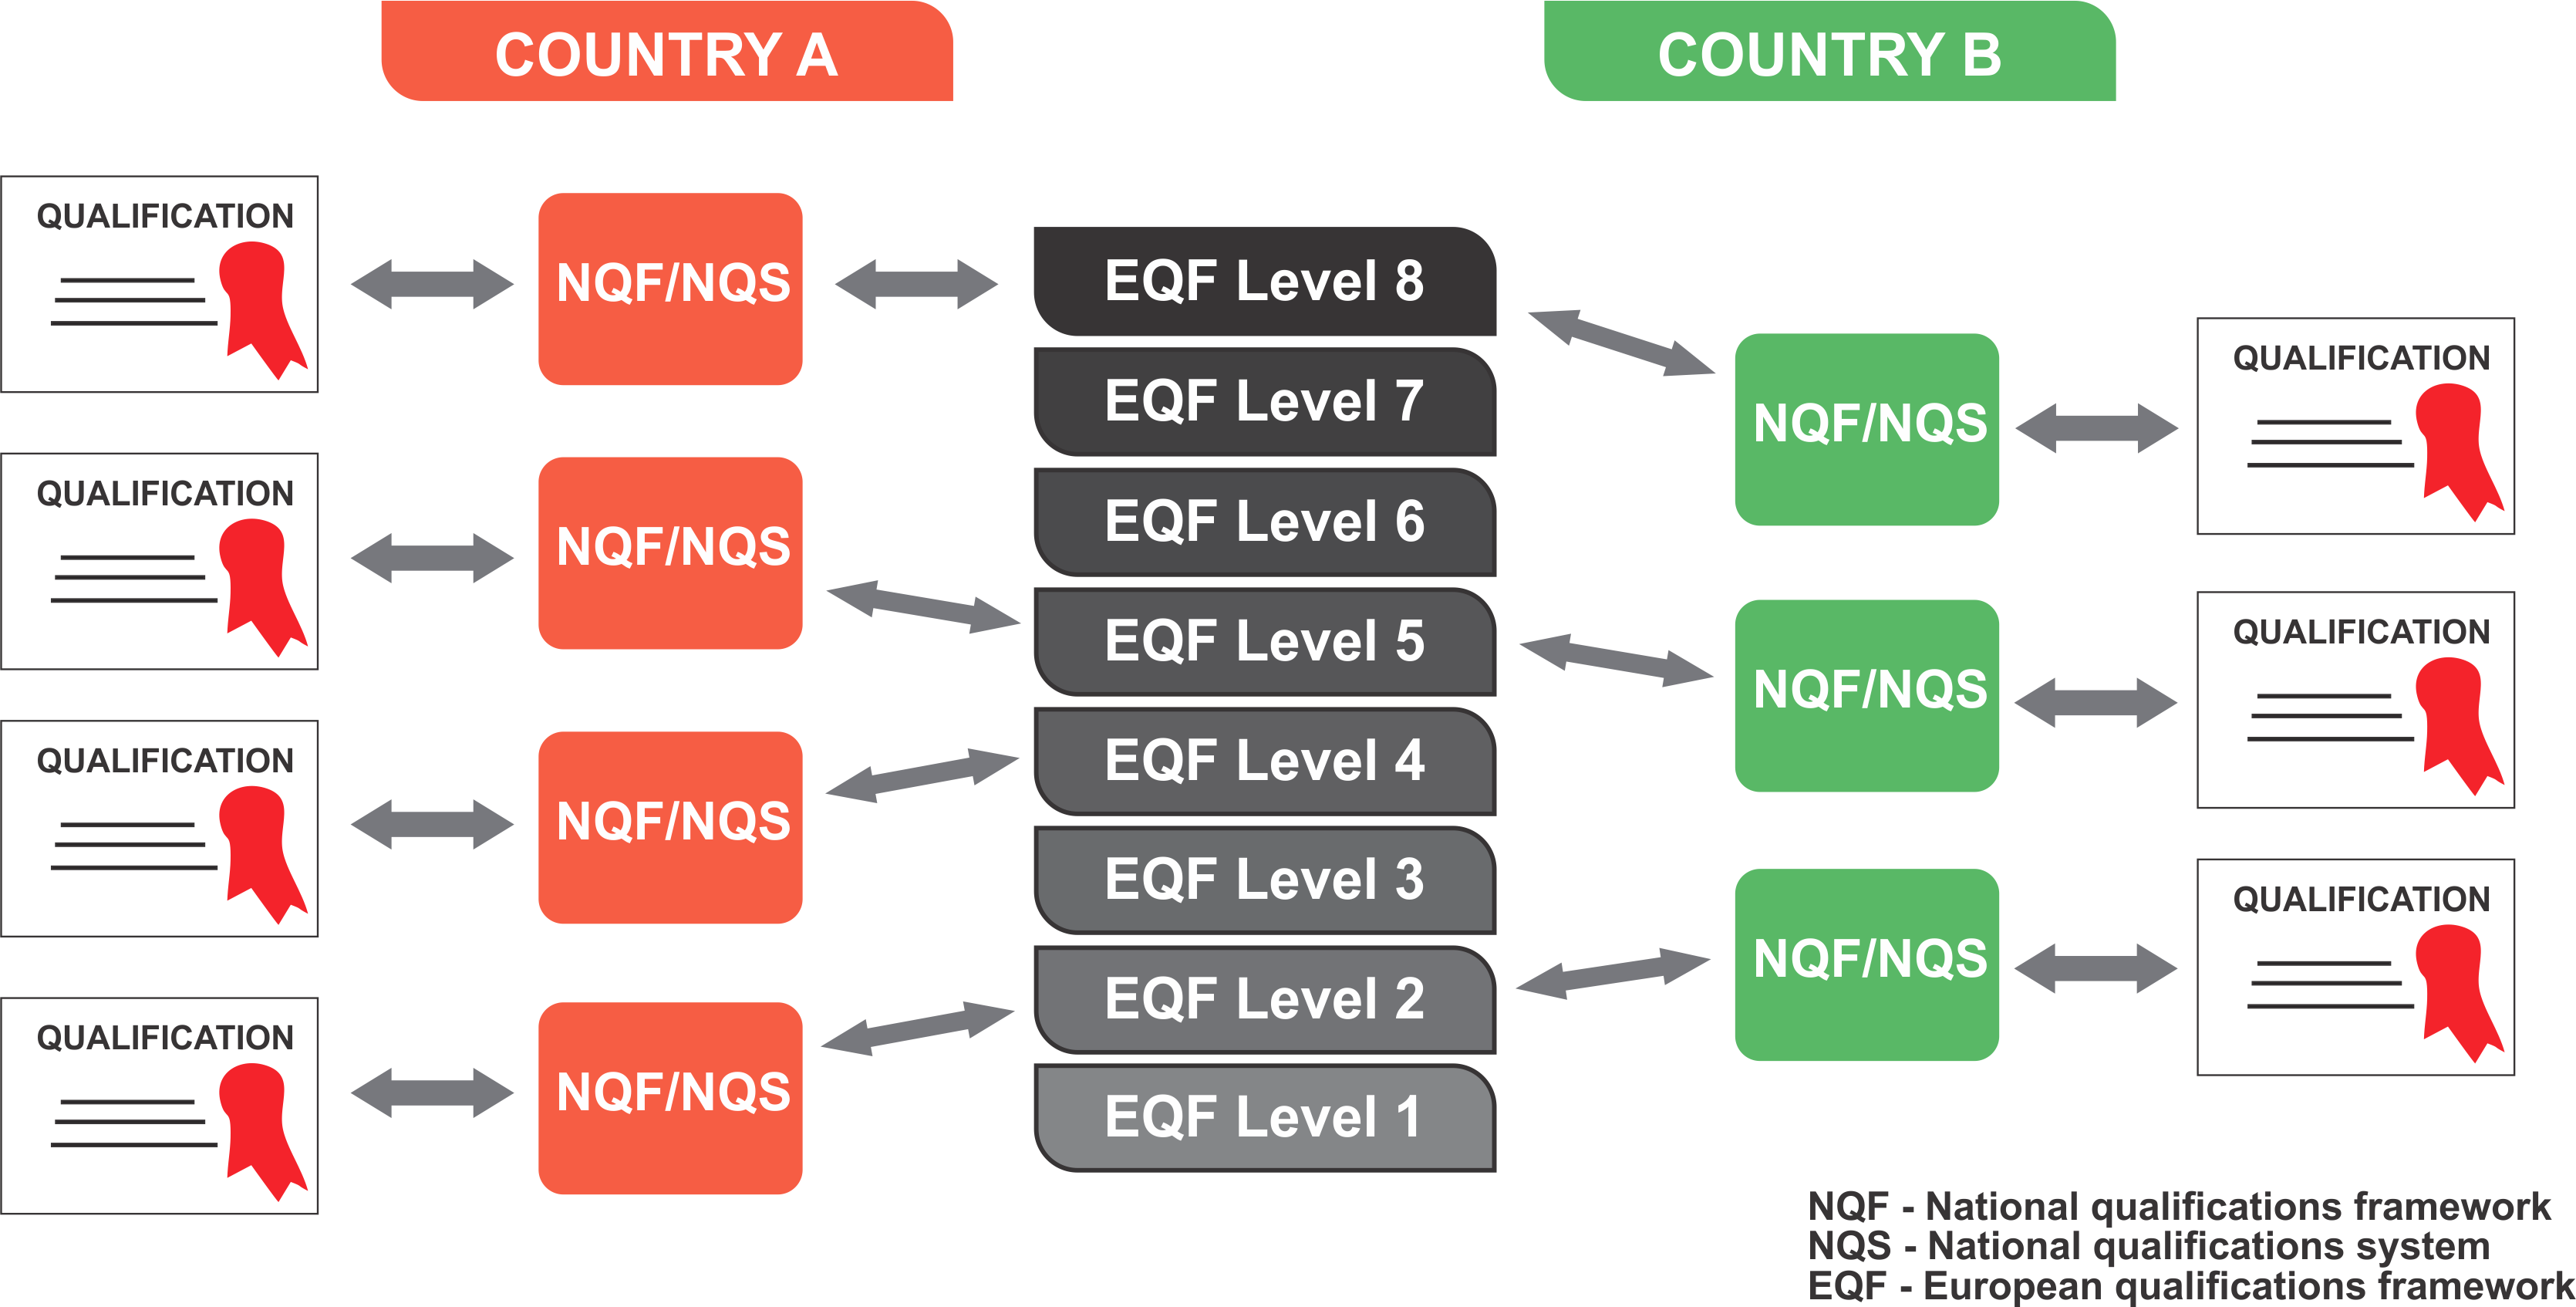 COUNTRY A
COUNTRY B
QUALIFICATION
NQF/NQS
EQF Level 8
EQF Level 7
NQF/NQS
QUALIFICATION
QUALIFICATION
NQF/NQS
EQF Level 6
EQF Level 5
NQF/NQS
QUALIFICATION
QUALIFICATION
NQF/NQS
EQF Level 4
EQF Level 3
NQF/NQS
QUALIFICATION
QUALIFICATION
NQF/NQS
EQF Level 2
EQF Level 1
NQF - National qualifications framework
NQS - National qualifications system
EQF - European qualifications framework